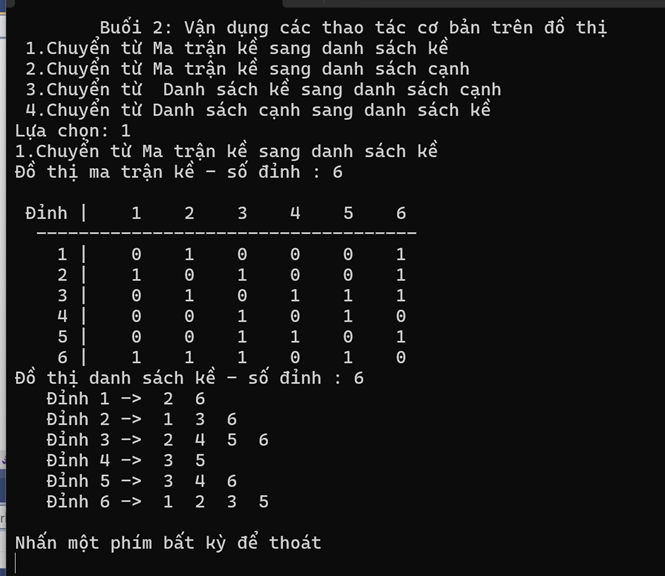 Buổi 2: Vận dụng các thao tác cơ bản trên đồ thị
1.Chuyển từ Ma trận kề sang danh sách kề
2.Chuyển từ Ma trận kề sang danh sách cạnh
3.Chuyển từ  Danh sách kề sang danh sách cạnh
4.Chuyển từ Danh sách cạnh sang danh sách kề
Lựa chọn: 1
1.Chuyển từ Ma trận kề sang danh sách kề
Đồ thị ma trận kề - số đỉnh : 6
Đỉnh |    1    2    3    4    5    6
------------------------------------
1 |    0    1    0    0    0    1
2 |    1    0    1    0    0    1
3 |    0    1    0    1    1    1
4 |    0    0    1    0    1    0
5 |    0    0    1    1    0    1
6 |    1    1    1    0    1    0
Đồ thị danh sách kề - số đỉnh : 6
Đỉnh 1 ->  2  6
Đỉnh 2 ->  1  3  6
Đỉnh 3 ->  2  4  5  6
Đỉnh 4 ->  3  5
Đỉnh 5 ->  3  4  6
Đỉnh 6 ->  1  2  3  5
Nhấn một phím bất kỳ để thoát